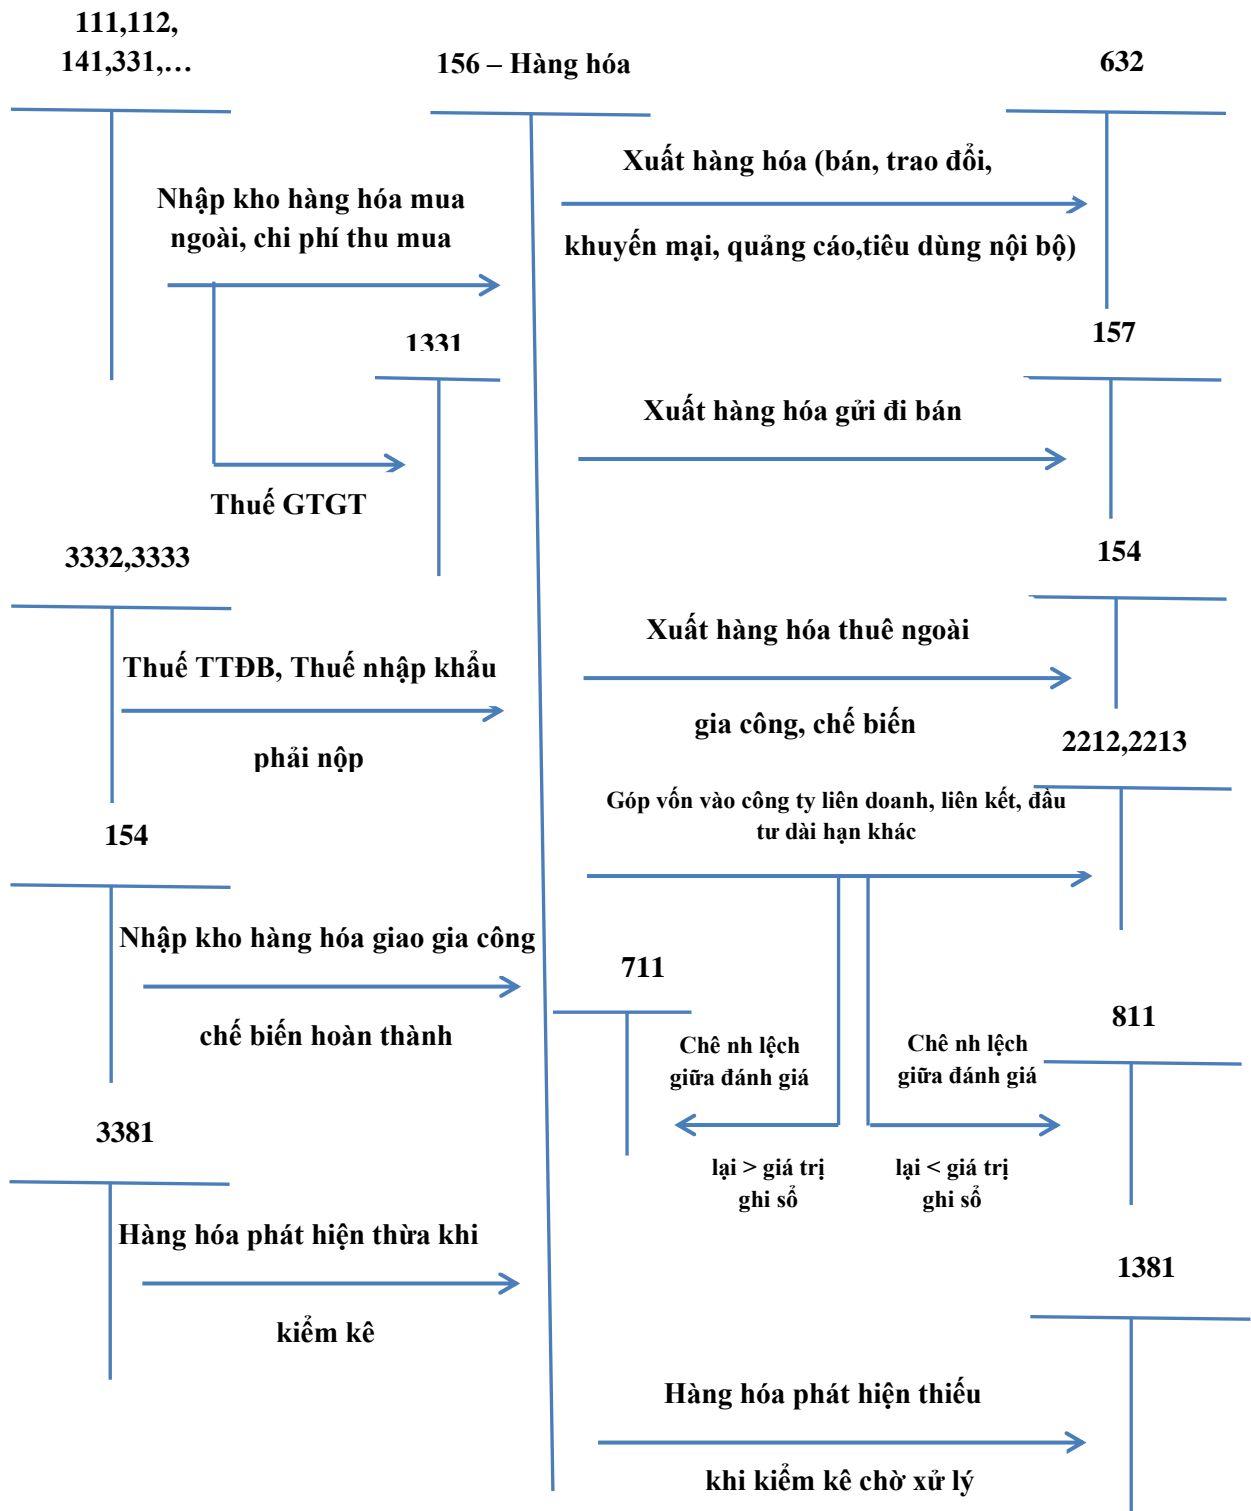 111,112,
141,331,…
156 – Hàng hóa
632
Xuất hàng hóa (bán, trao đổi,
khuyến mại, quảng cáo,tiêu dùng nội bộ)
Nhập kho hàng hóa mua
ngoài, chi phí thu mua
1331
Thuế GTGT
157
Xuất hàng hóa gửi đi bán
3332,3333
Thuế TTĐB, Thuế nhập khẩu
phải nộp
154
Xuất hàng hóa thuê ngoài
gia công, chế biến
2212,2213
Góp vốn vào công ty liên doanh, liên kết, đầu
tư dài hạn khác
154
Nhập kho hàng hóa giao gia công
chế biến hoàn thành
711
Chê nh lệch
giữa đánh giá
lại > giá trị
ghi sổ
811
Chê nh lệch
giữa đánh giá
lại < giá trị
ghi sổ
3381
Hàng hóa phát hiện thừa khi
kiểm kê
1381
Hàng hóa phát hiện thiếu
khi kiểm kê chờ xử lý